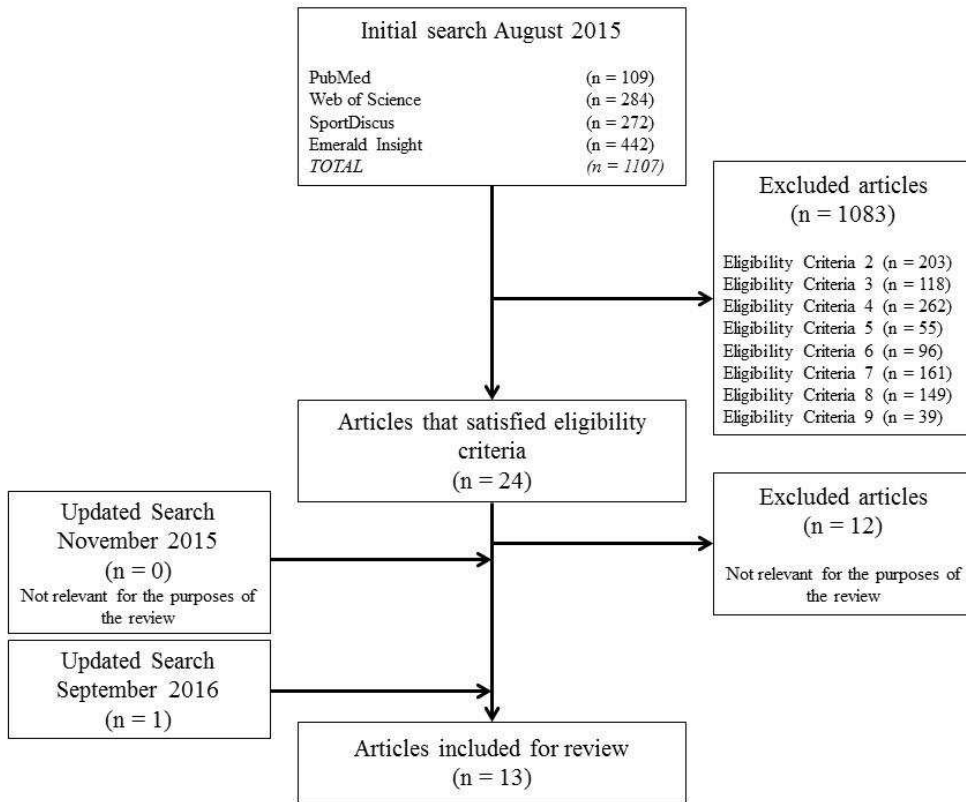 Initial search August 2015
PubMed (n = 109)
Web of Science (n = 284)
SportDiscus (n = 272)
Emerald Insight (n = 442)
TOTAL (n = 1107)
Excluded articles
(n = 1083)
Eligibility Criteria 2 (n = 203)
Eligibility Criteria 3 (n = 118)
Eligibility Criteria 4 (n = 262)
Eligibility Criteria 5 (n = 55)
Eligibility Criteria 6 (n = 96)
Eligibility Criteria 7 (n = 161)
Eligibility Criteria 8 (n = 149)
Eligibility Criteria 9 (n = 39)
Articles that satisfied eligibility
criteria
(n = 24)
Excluded articles
(n = 12)
Not relevant for the purposes of
the review
Updated Search
November 2015
(n = 0)
Not relevant for the purposes of
the review
Updated Search
September 2016
(n = 1)
Articles included for review
(n = 13)